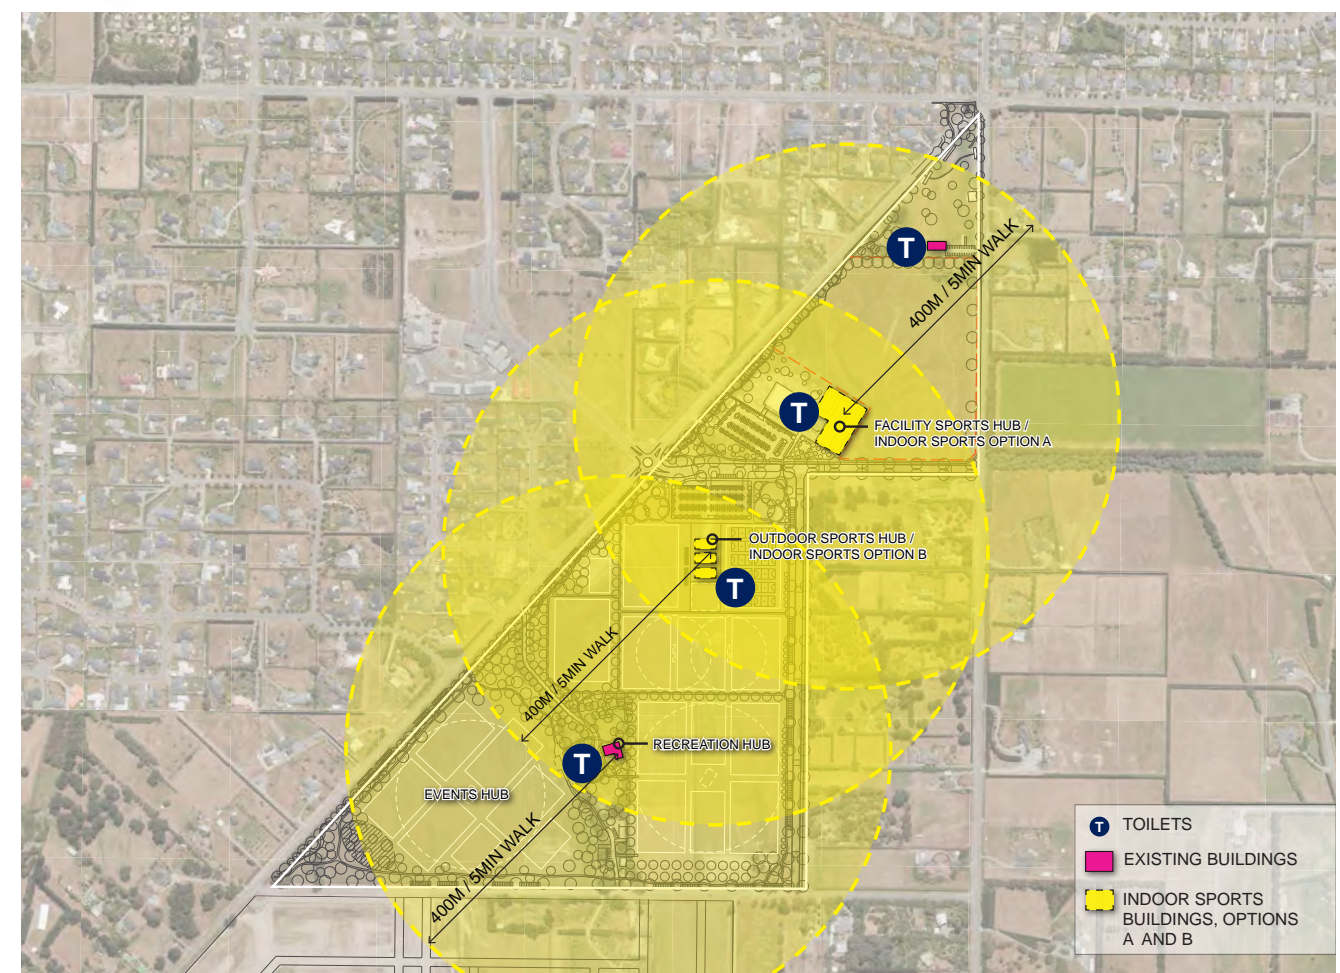 T
400M / 5MIN WALK
T
FACILITY SPORTS HUB /
INDOOR SPORTS OPTION A
OUTDOOR SPORTS HUB /
INDOOR SPORTS OPTION B
T
400M / 5MIN WALK
RECREATION HUB
T
EVENTS HUB
400M / 5MIN WALK
T TOILETS
EXISTING BUILDINGS
INDOOR SPORTS
BUILDINGS, OPTIONS
A AND B